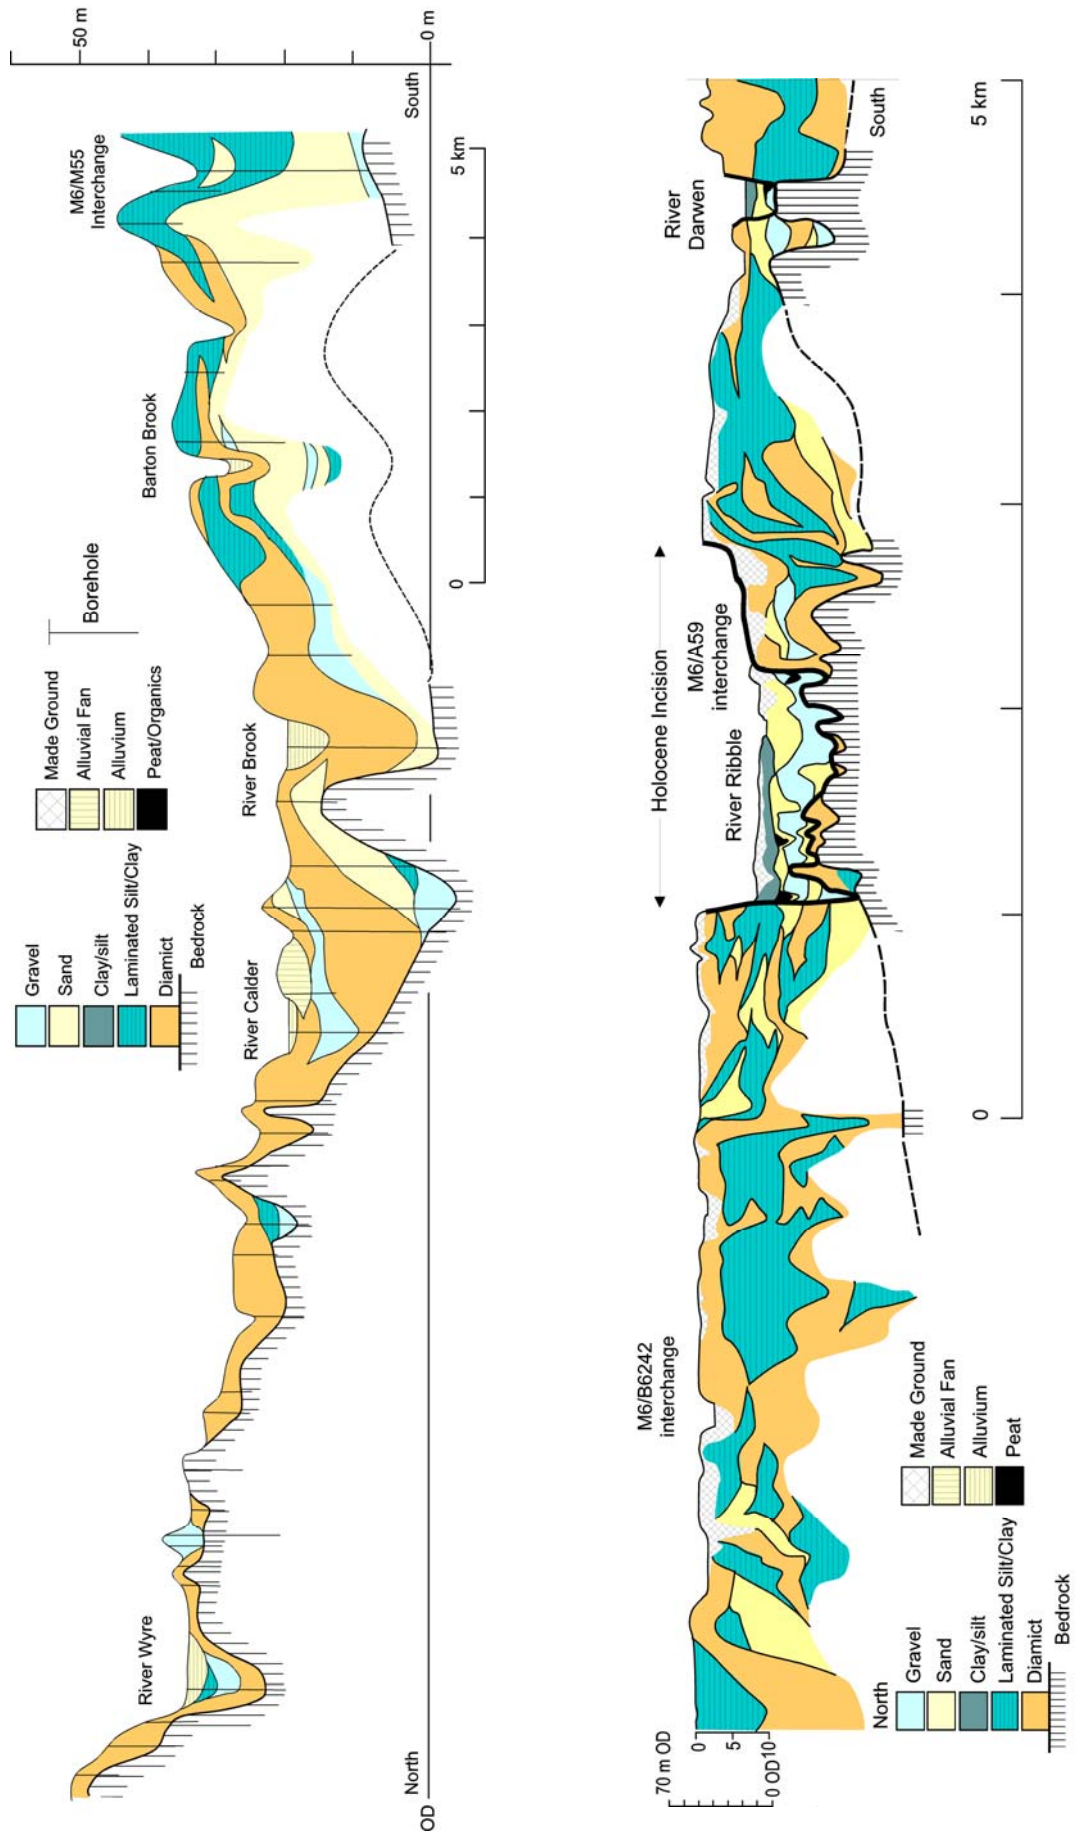 50 m
0 m
South
M6/M55
Interchange
5 km
Barton Brook
0
Borehole
Made Ground
Alluvial Fan
Alluvium
Peat/Organics
River Brook
Gravel
Sand
Clay/silt
Laminated Silt/Clay
Diamict
Bedrock
River Calder
River Wyre
North
OD
5 km
South
River
Darwen
Holocene Incision
M6/A59
interchange
River Ribble
0
M6/B6242
interchange
Made Ground
Alluvial Fan
Alluvium
Peat
North
Gravel
Sand
Clay/silt
Laminated Silt/Clay
Diamict
Bedrock
70 m OD
0 OD
0
5
10